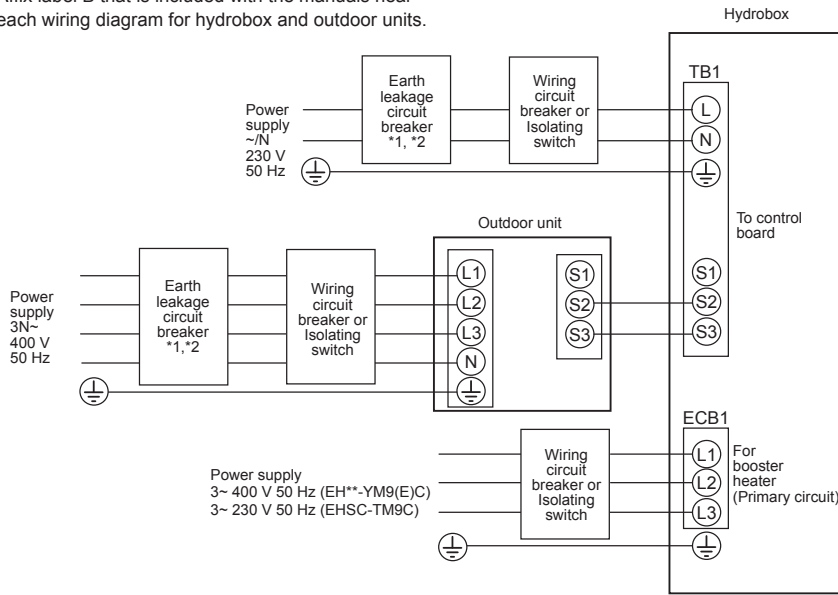 Affix label B that is included with the manuals near
each wiring diagram for hydrobox and outdoor units.
Hydrobox
TB1
Power
supply
~/N
230 V
50 Hz
Earth
leakage
circuit
breaker
*1, *2
Wiring
circuit
breaker or
Isolating
switch
L
N
To control
board
S1
S2
S3
Outdoor unit
Power
supply
3N~
400 V
50 Hz
Earth
leakage
circuit
breaker
*1,*2
Wiring
circuit
breaker or
Isolating
switch
L1
L2
L3
N
S1
S2
S3
ECB1
Power supply
3~ 400 V 50 Hz (EH**-YM9(E)C)
3~ 230 V 50 Hz (EHSC-TM9C)
Wiring
circuit
breaker or
Isolating
switch
L1
L2
L3
For
booster
heater
(Primary circuit)